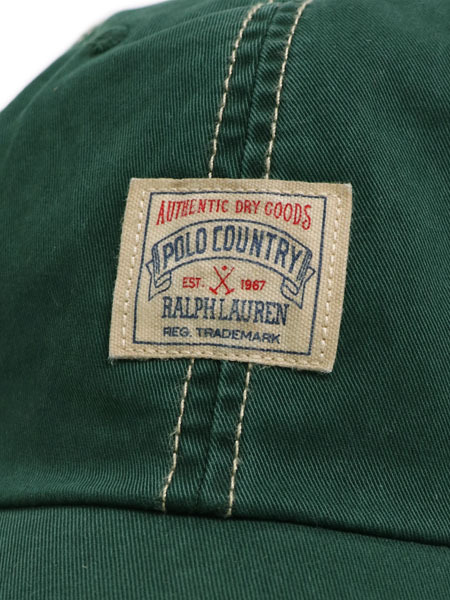 AUTHENTIC DRY GOODS
POLO COUNTRY
EST. 1967
RALPH LAUREN
REG. TRADEMARK